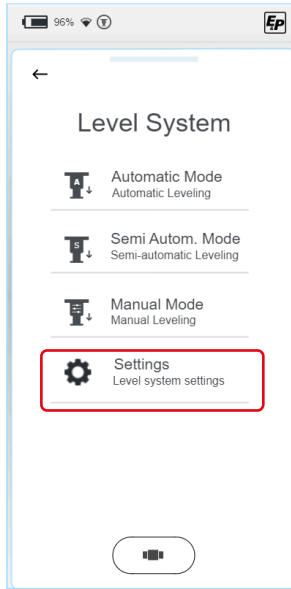 96%
T
EP
Level System
A
Automatic Mode
Automatic Leveling
S
Semi Autom. Mode
Semi-automatic Leveling
Manual Mode
Manual Leveling
Settings
Level system settings